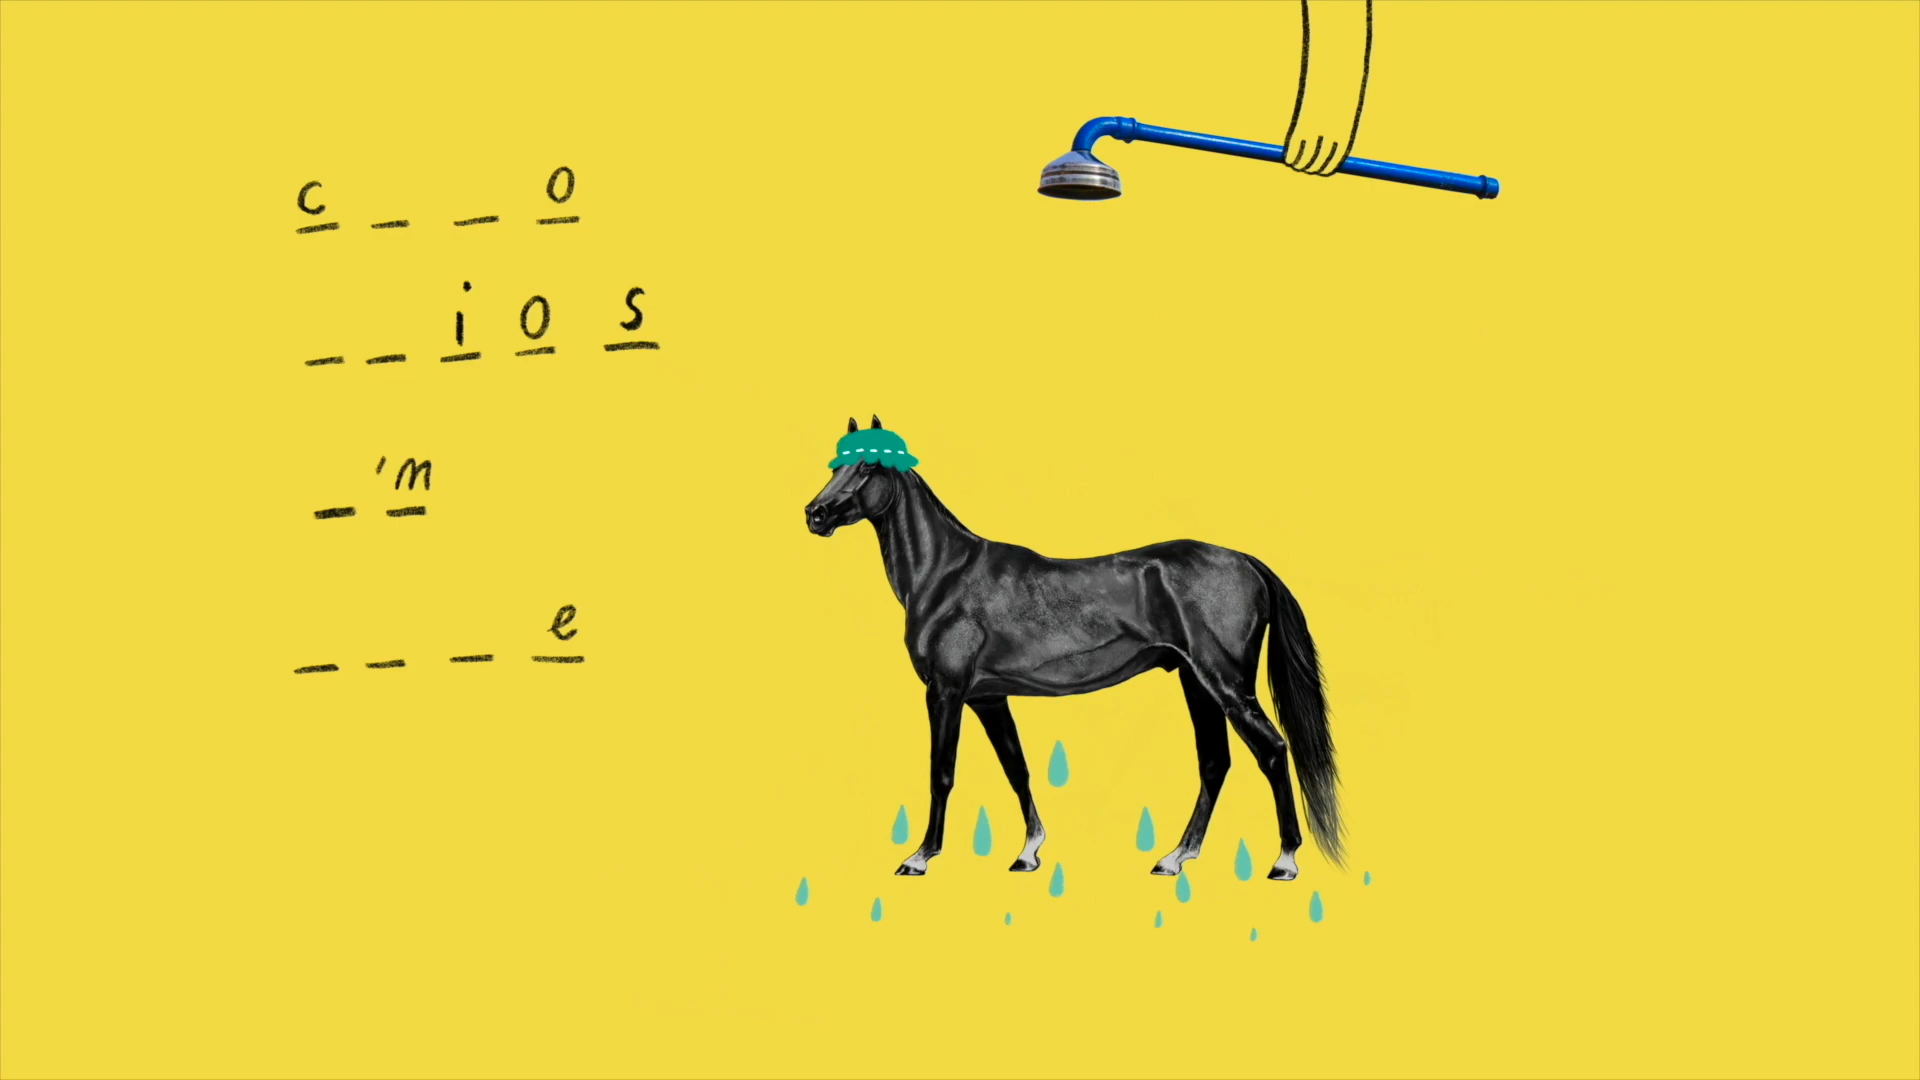 c _ _ o
_ _ i o s
_ 'm
_ _ _ e